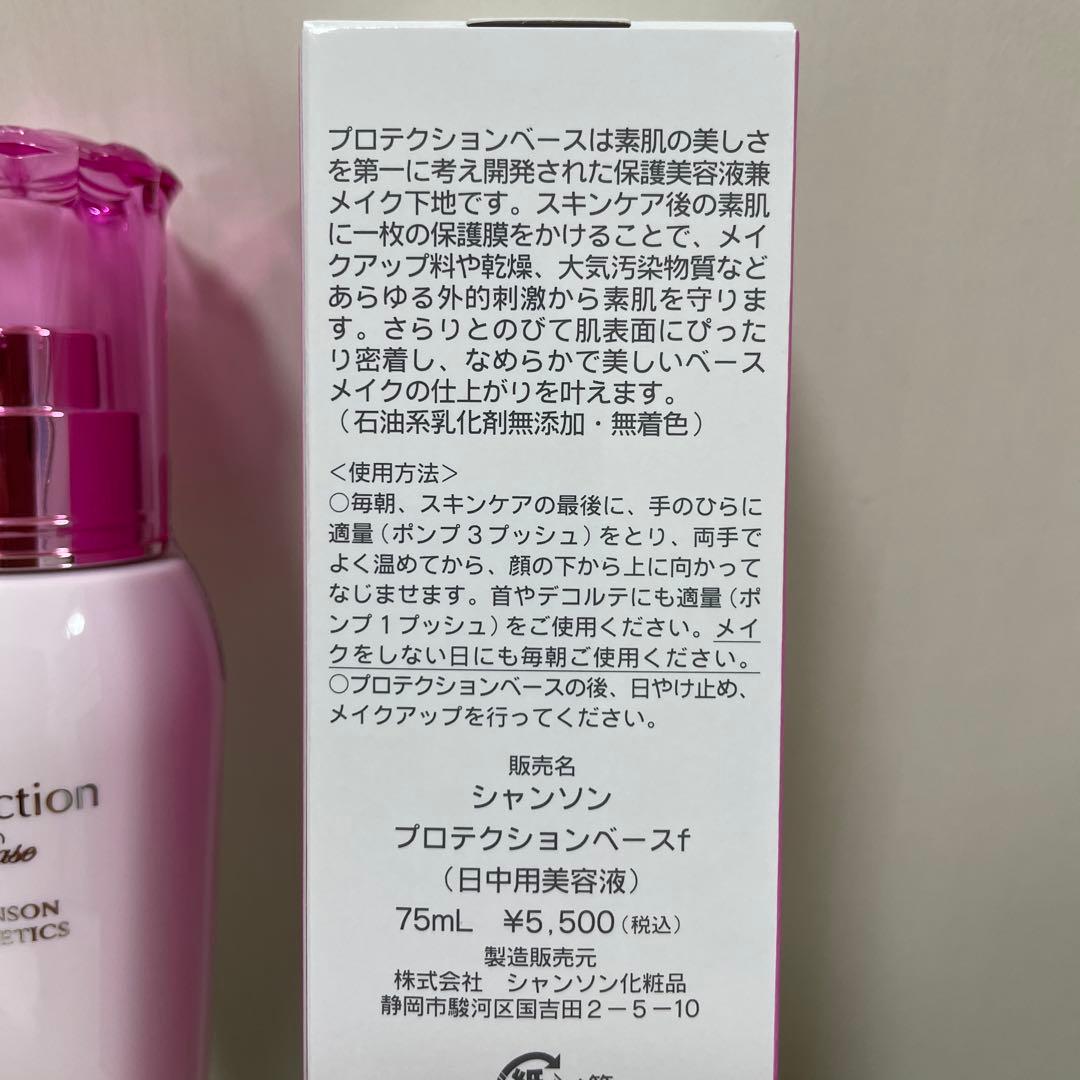 プロテクションベースは素肌の美しさ
を第一に考え開発された保護美容液兼
メイク下地です。スキンケア後の素肌
に一枚の保護膜をかけることで、メイ
クアップ料や乾燥、大気汚染物質など
あらゆる外的刺激から素肌を守りま
す。さらりとのびて肌表面にぴった
り密着し、なめらかで美しいベース
メイクの仕上がりを叶えます。
（石油系乳化剤無添加・無着色）
＜使用方法＞
○毎朝、スキンケアの最後に、手のひらに
適量（ポンプ３プッシュ）をとり、両手で
よく温めてから、顔の下から上に向かって
なじませます。首やデコルテにも適量（ポ
ンプ１プッシュ）をご使用ください。メイ
クをしない日にも毎朝ご使用ください。
○プロテクションベースの後、日やけ止め、
メイクアップを行ってください。
販売名
シャンソン
プロテクションベースf
（日中用美容液）
75mL ¥5,500（税込）
製造販売元
株式会社 シャンソン化粧品
静岡市駿河区国吉田２－５－10
紙
ction
ase
NSON
ETICS